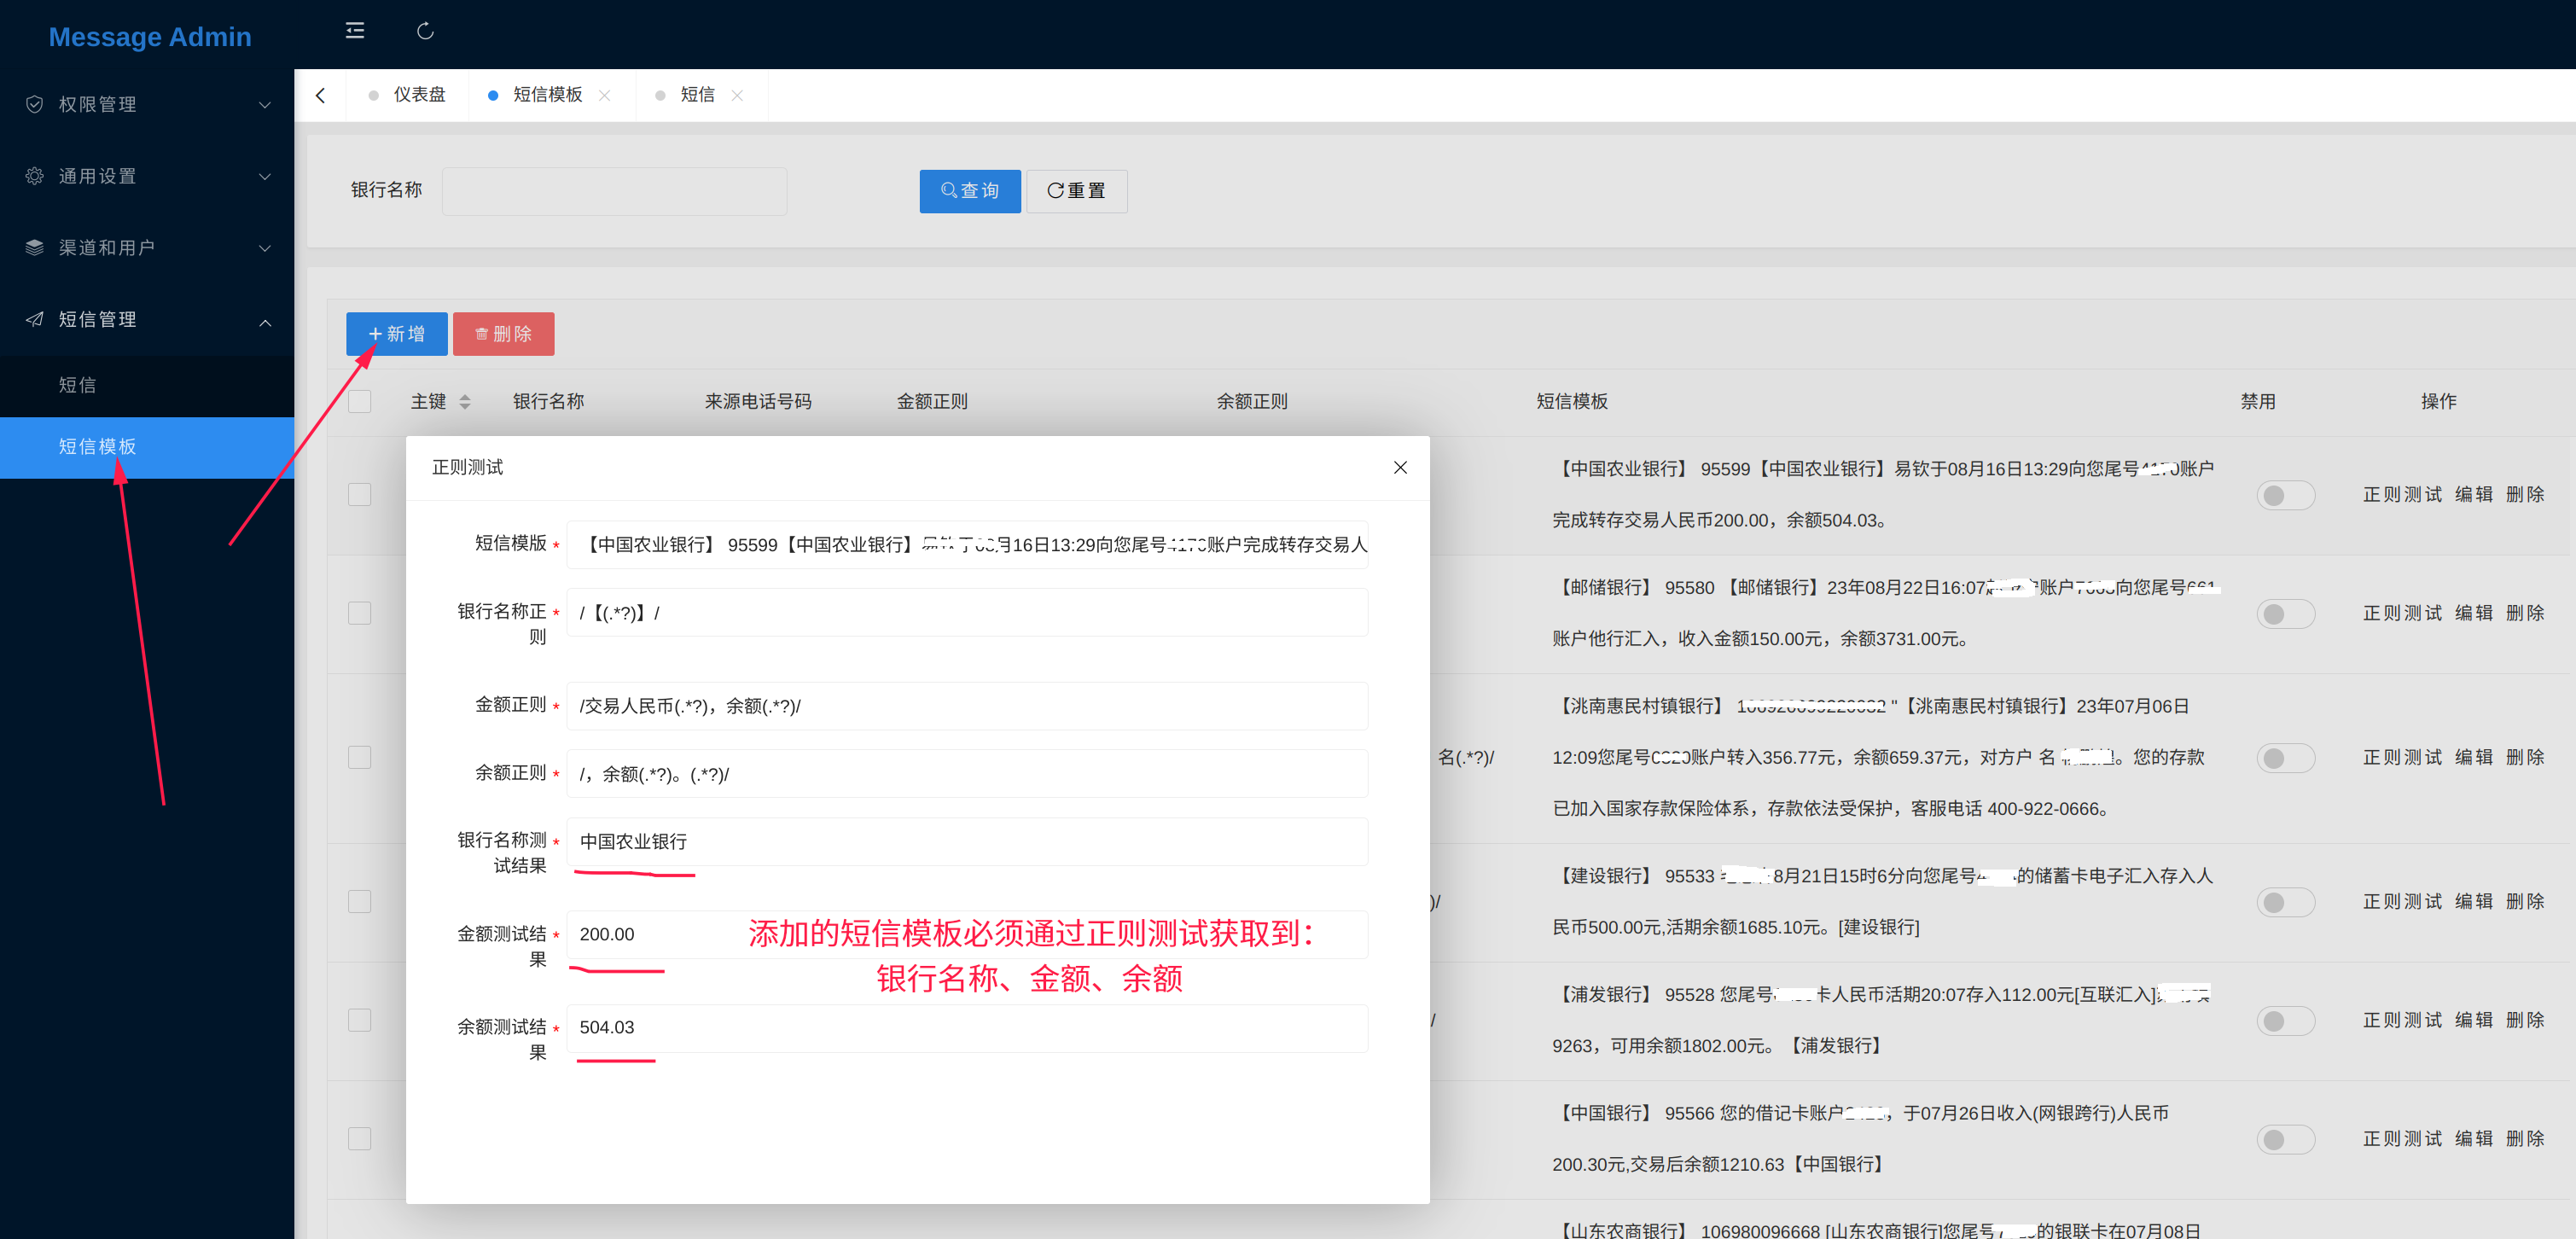 Message Admin
权限管理
通用设置
渠道和用户
短信管理
短信
短信模板
仪表盘
短信模板
短信
银行名称
查询
重置
新增
删除
主键 银行名称 来源电话号码 金额正则 余额正则 短信模板 禁用 操作
【中国农业银行】 95599【中国农业银行】易钦于08月16日13:29向您尾号 账户
完成转存交易人民币200.00，余额504.03。
正则测试 编辑 删除
【邮储银行】 95580 【邮储银行】23年08月22日16:07 账户 向您尾号
账户他行汇入，收入金额150.00元，余额3731.00元。
正则测试 编辑 删除
【洮南惠民村镇银行】 "【洮南惠民村镇银行】23年07月06日
名(.*?)/
12:09您尾号 账户转入356.77元，余额659.37元，对方户 名 。您的存款
已加入国家存款保险体系，存款依法受保护，客服电话 400-922-0666。
正则测试 编辑 删除
)/
【建设银行】 95533 8月21日15时6分向您尾号 的储蓄卡电子汇入存入人
民币500.00元,活期余额1685.10元。[建设银行]
正则测试 编辑 删除
/
【浦发银行】 95528 您尾号 卡人民币活期20:07存入112.00元[互联汇入]
9263，可用余额1802.00元。【浦发银行】
正则测试 编辑 删除
【中国银行】 95566 您的借记卡账户 ，于07月26日收入(网银跨行)人民币
200.30元,交易后余额1210.63【中国银行】
正则测试 编辑 删除
【山东农商银行】 106980096668 [山东农商银行]您尾号 的银联卡在07月08日
正则测试
短信模版 * 【中国农业银行】 95599【中国农业银行】 月16日13:29向您尾号 账户完成转存交易人
银行名称正
则 * /【(.*?)】/
金额正则 * /交易人民币(.*?)，余额(.*?)/
余额正则 * /，余额(.*?)。(.*?)/
银行名称测
试结果 * 中国农业银行
金额测试结
果 * 200.00
添加的短信模板必须通过正则测试获取到：
银行名称、金额、余额
余额测试结
果 * 504.03